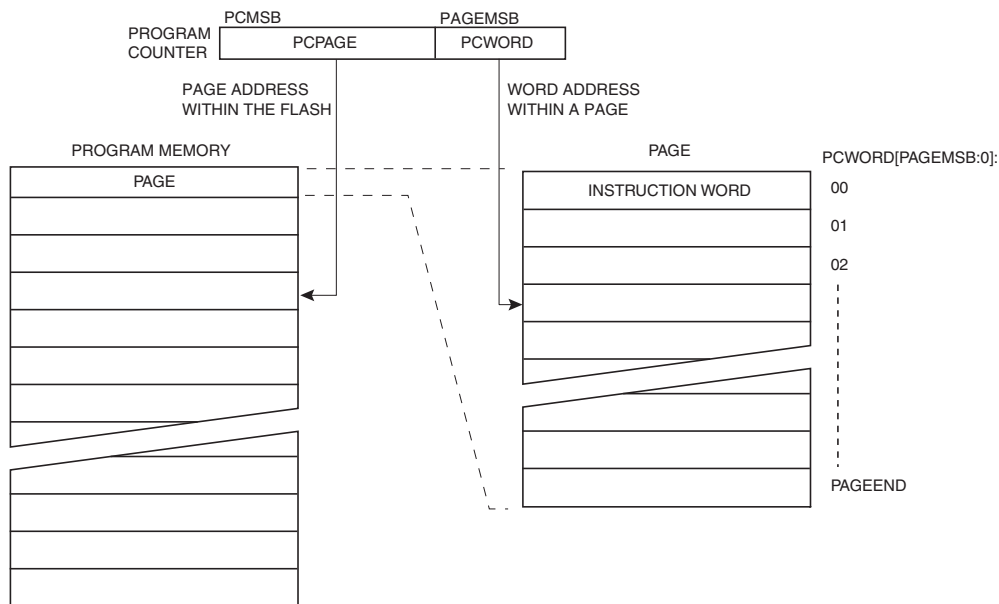 PCMSB PAGEMSB
PROGRAM COUNTER
PCPAGE PCWORD
PAGE ADDRESS
WITHIN THE FLASH
WORD ADDRESS
WITHIN A PAGE
PROGRAM MEMORY
PAGE
PAGE
PCWORD[PAGEMSB:0]:
INSTRUCTION WORD
00
01
02
PAGEEND